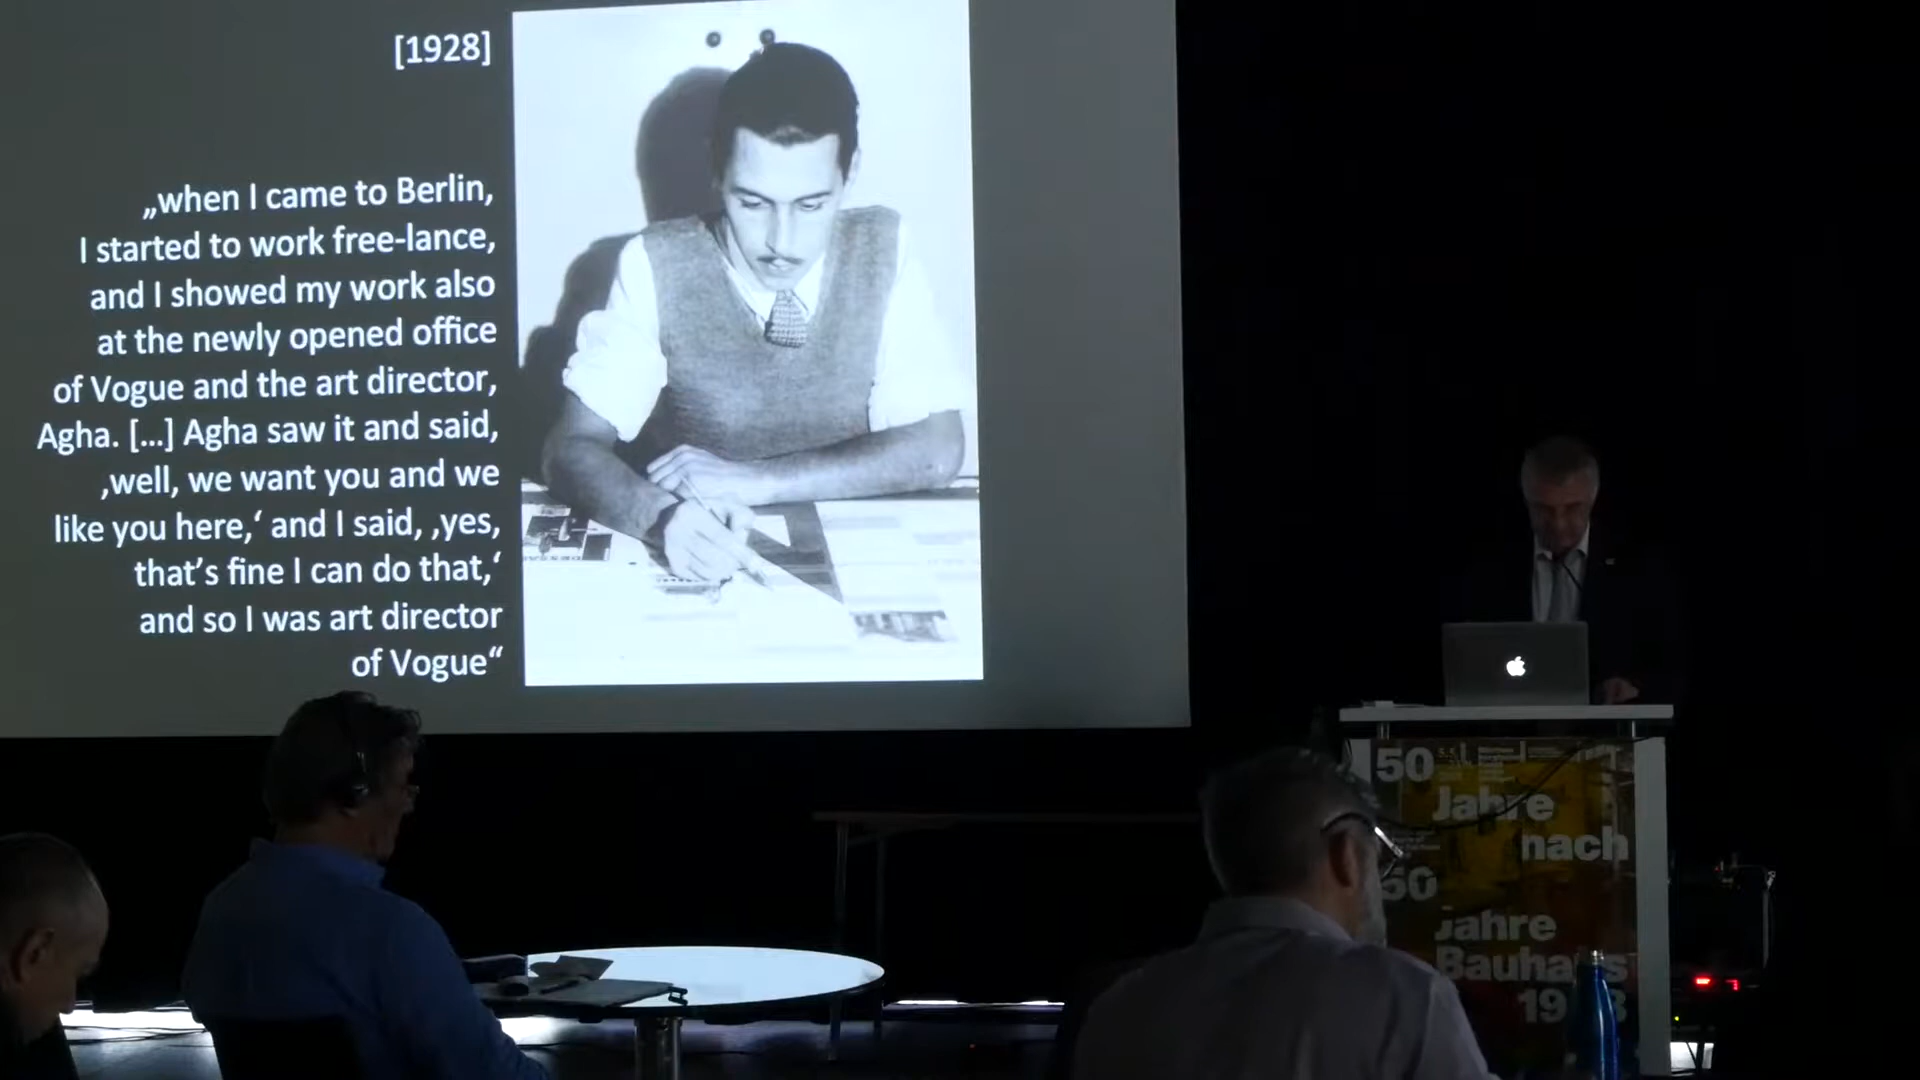 [1928]
„when I came to Berlin,
I started to work free-lance,
and I showed my work also
at the newly opened office
of Vogue and the art director,
Agha. […] Agha saw it and said,
‚well, we want you and we
like you here,‘ and I said, ‚yes,
that’s fine I can do that,‘
and so I was art director
of Vogue“
50
Jahre
nach
50
Jahre
Bauhaus